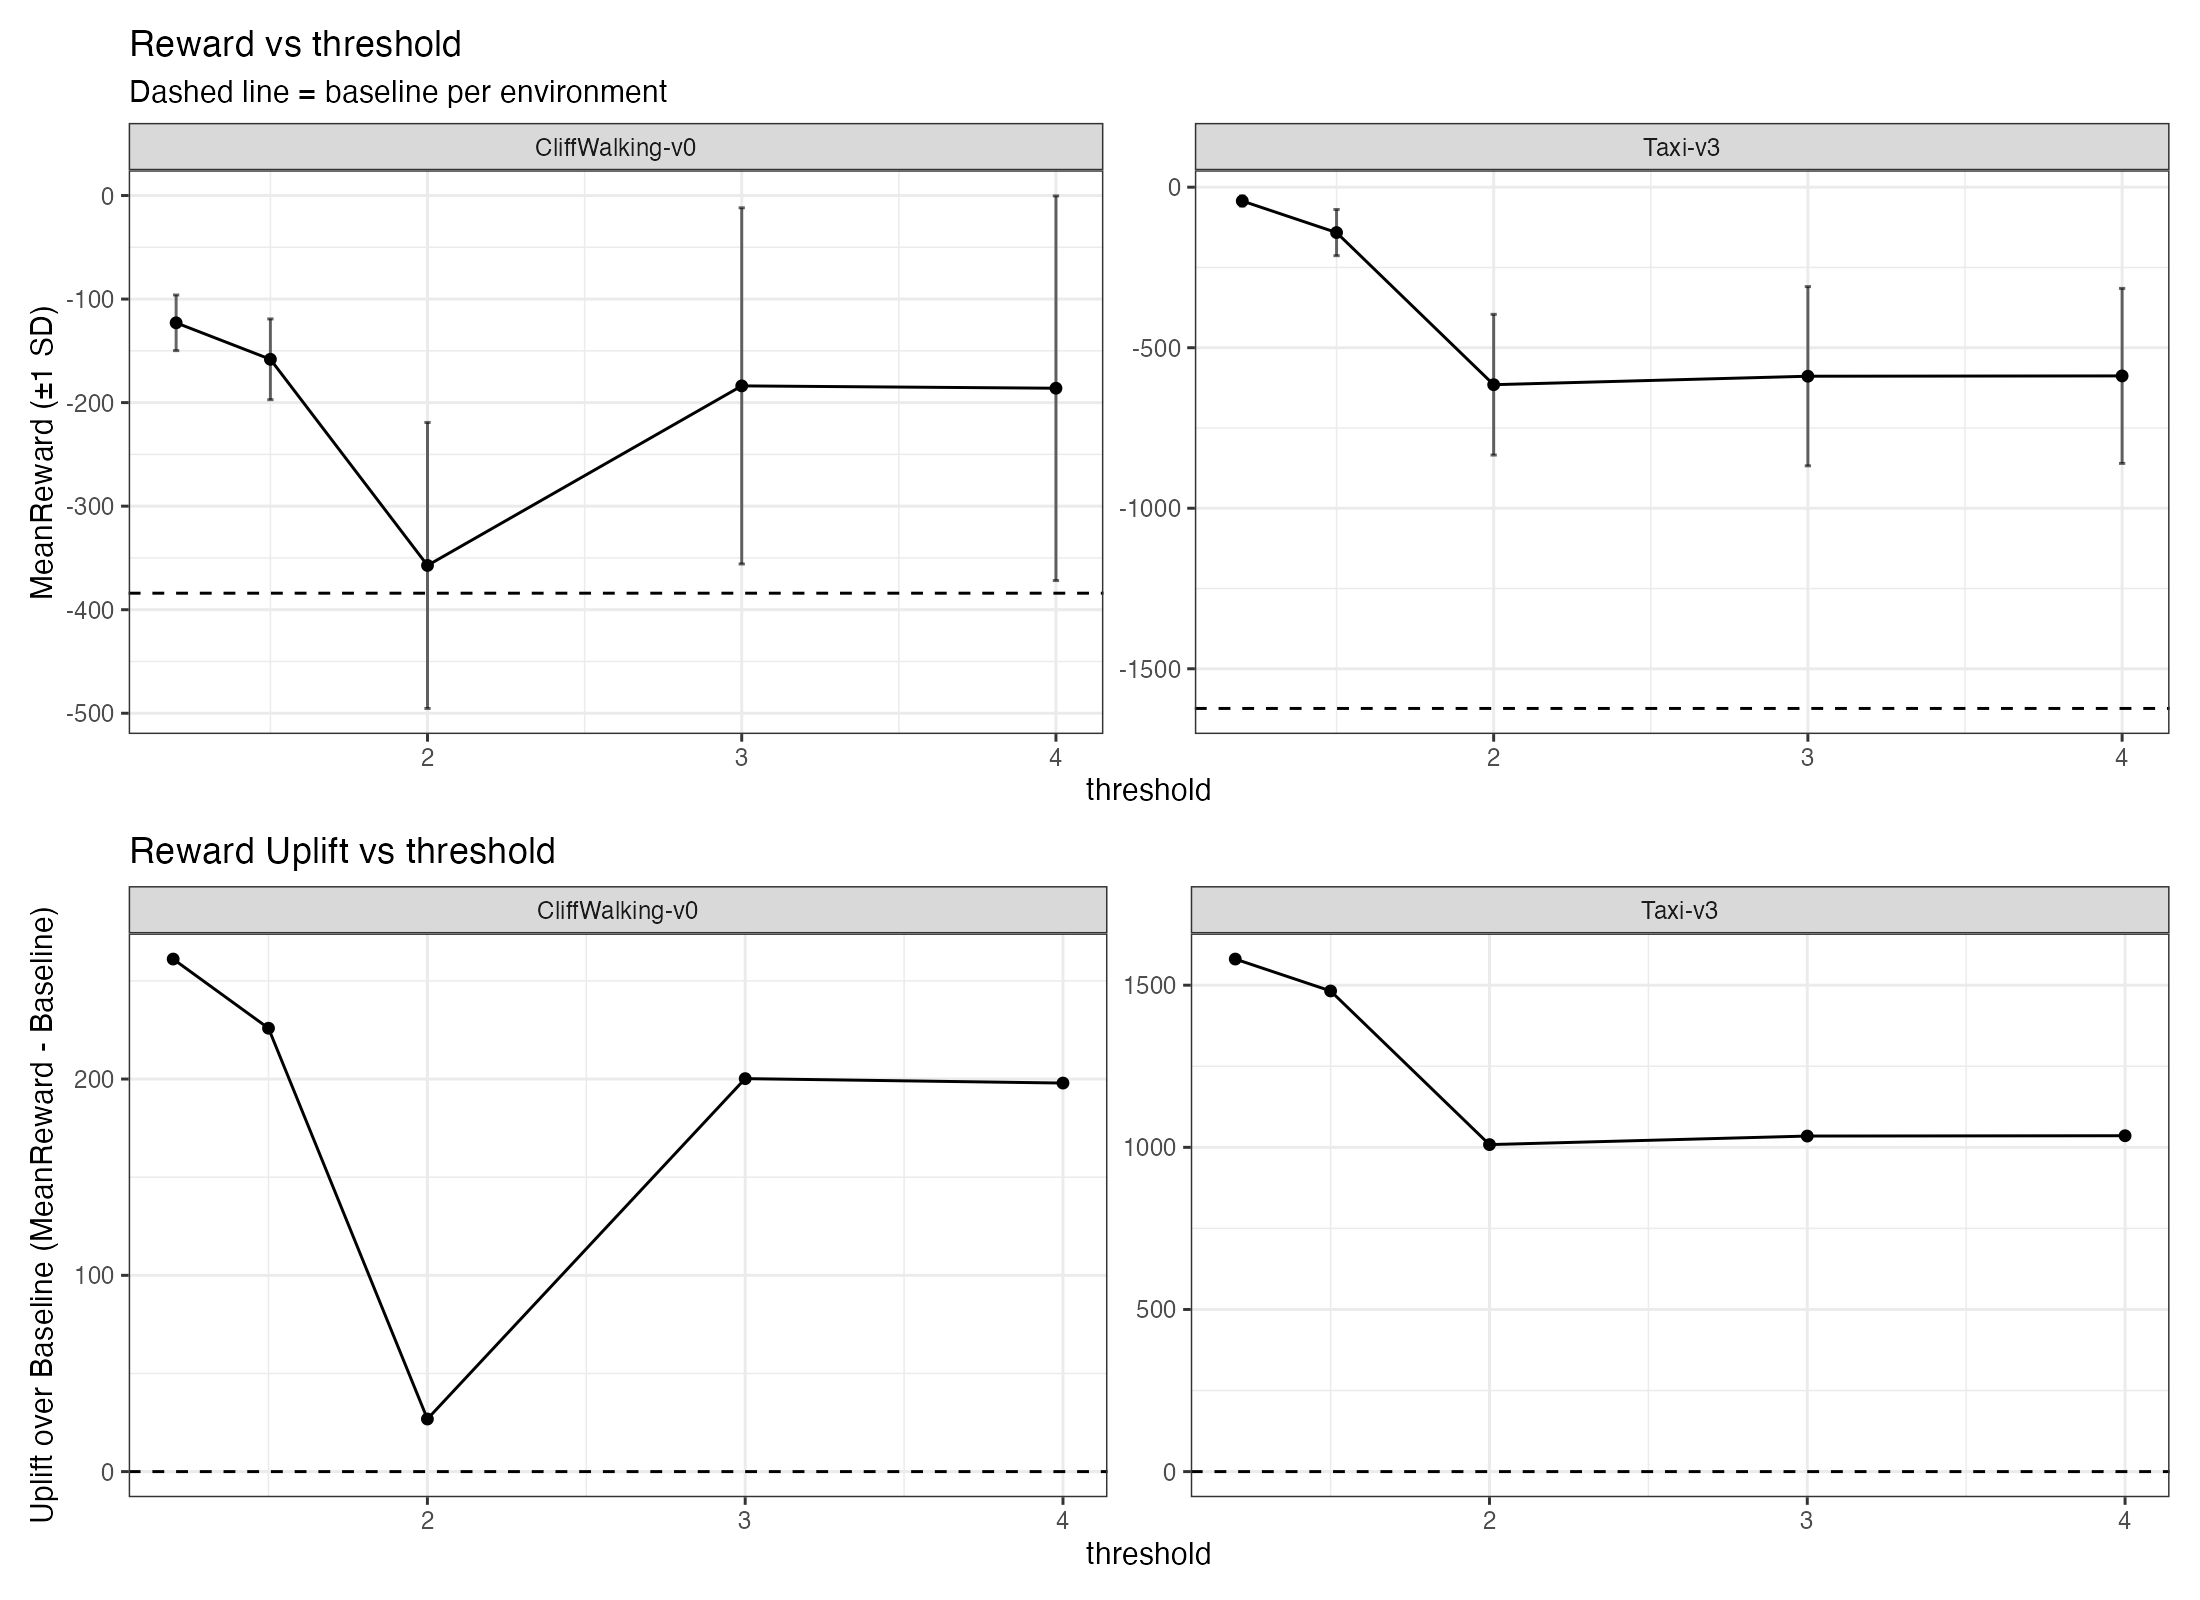 Reward vs threshold
Dashed line = baseline per environment
CliffWalking-v0
Taxi-v3
MeanReward (±1 SD)
0
-100
-200
-300
-400
-500
0
-500
-1000
-1500
2
3
4
2
3
4
threshold
Reward Uplift vs threshold
CliffWalking-v0
Taxi-v3
Uplift over Baseline (MeanReward - Baseline)
200
100
0
1500
1000
500
0
2
3
4
2
3
4
threshold